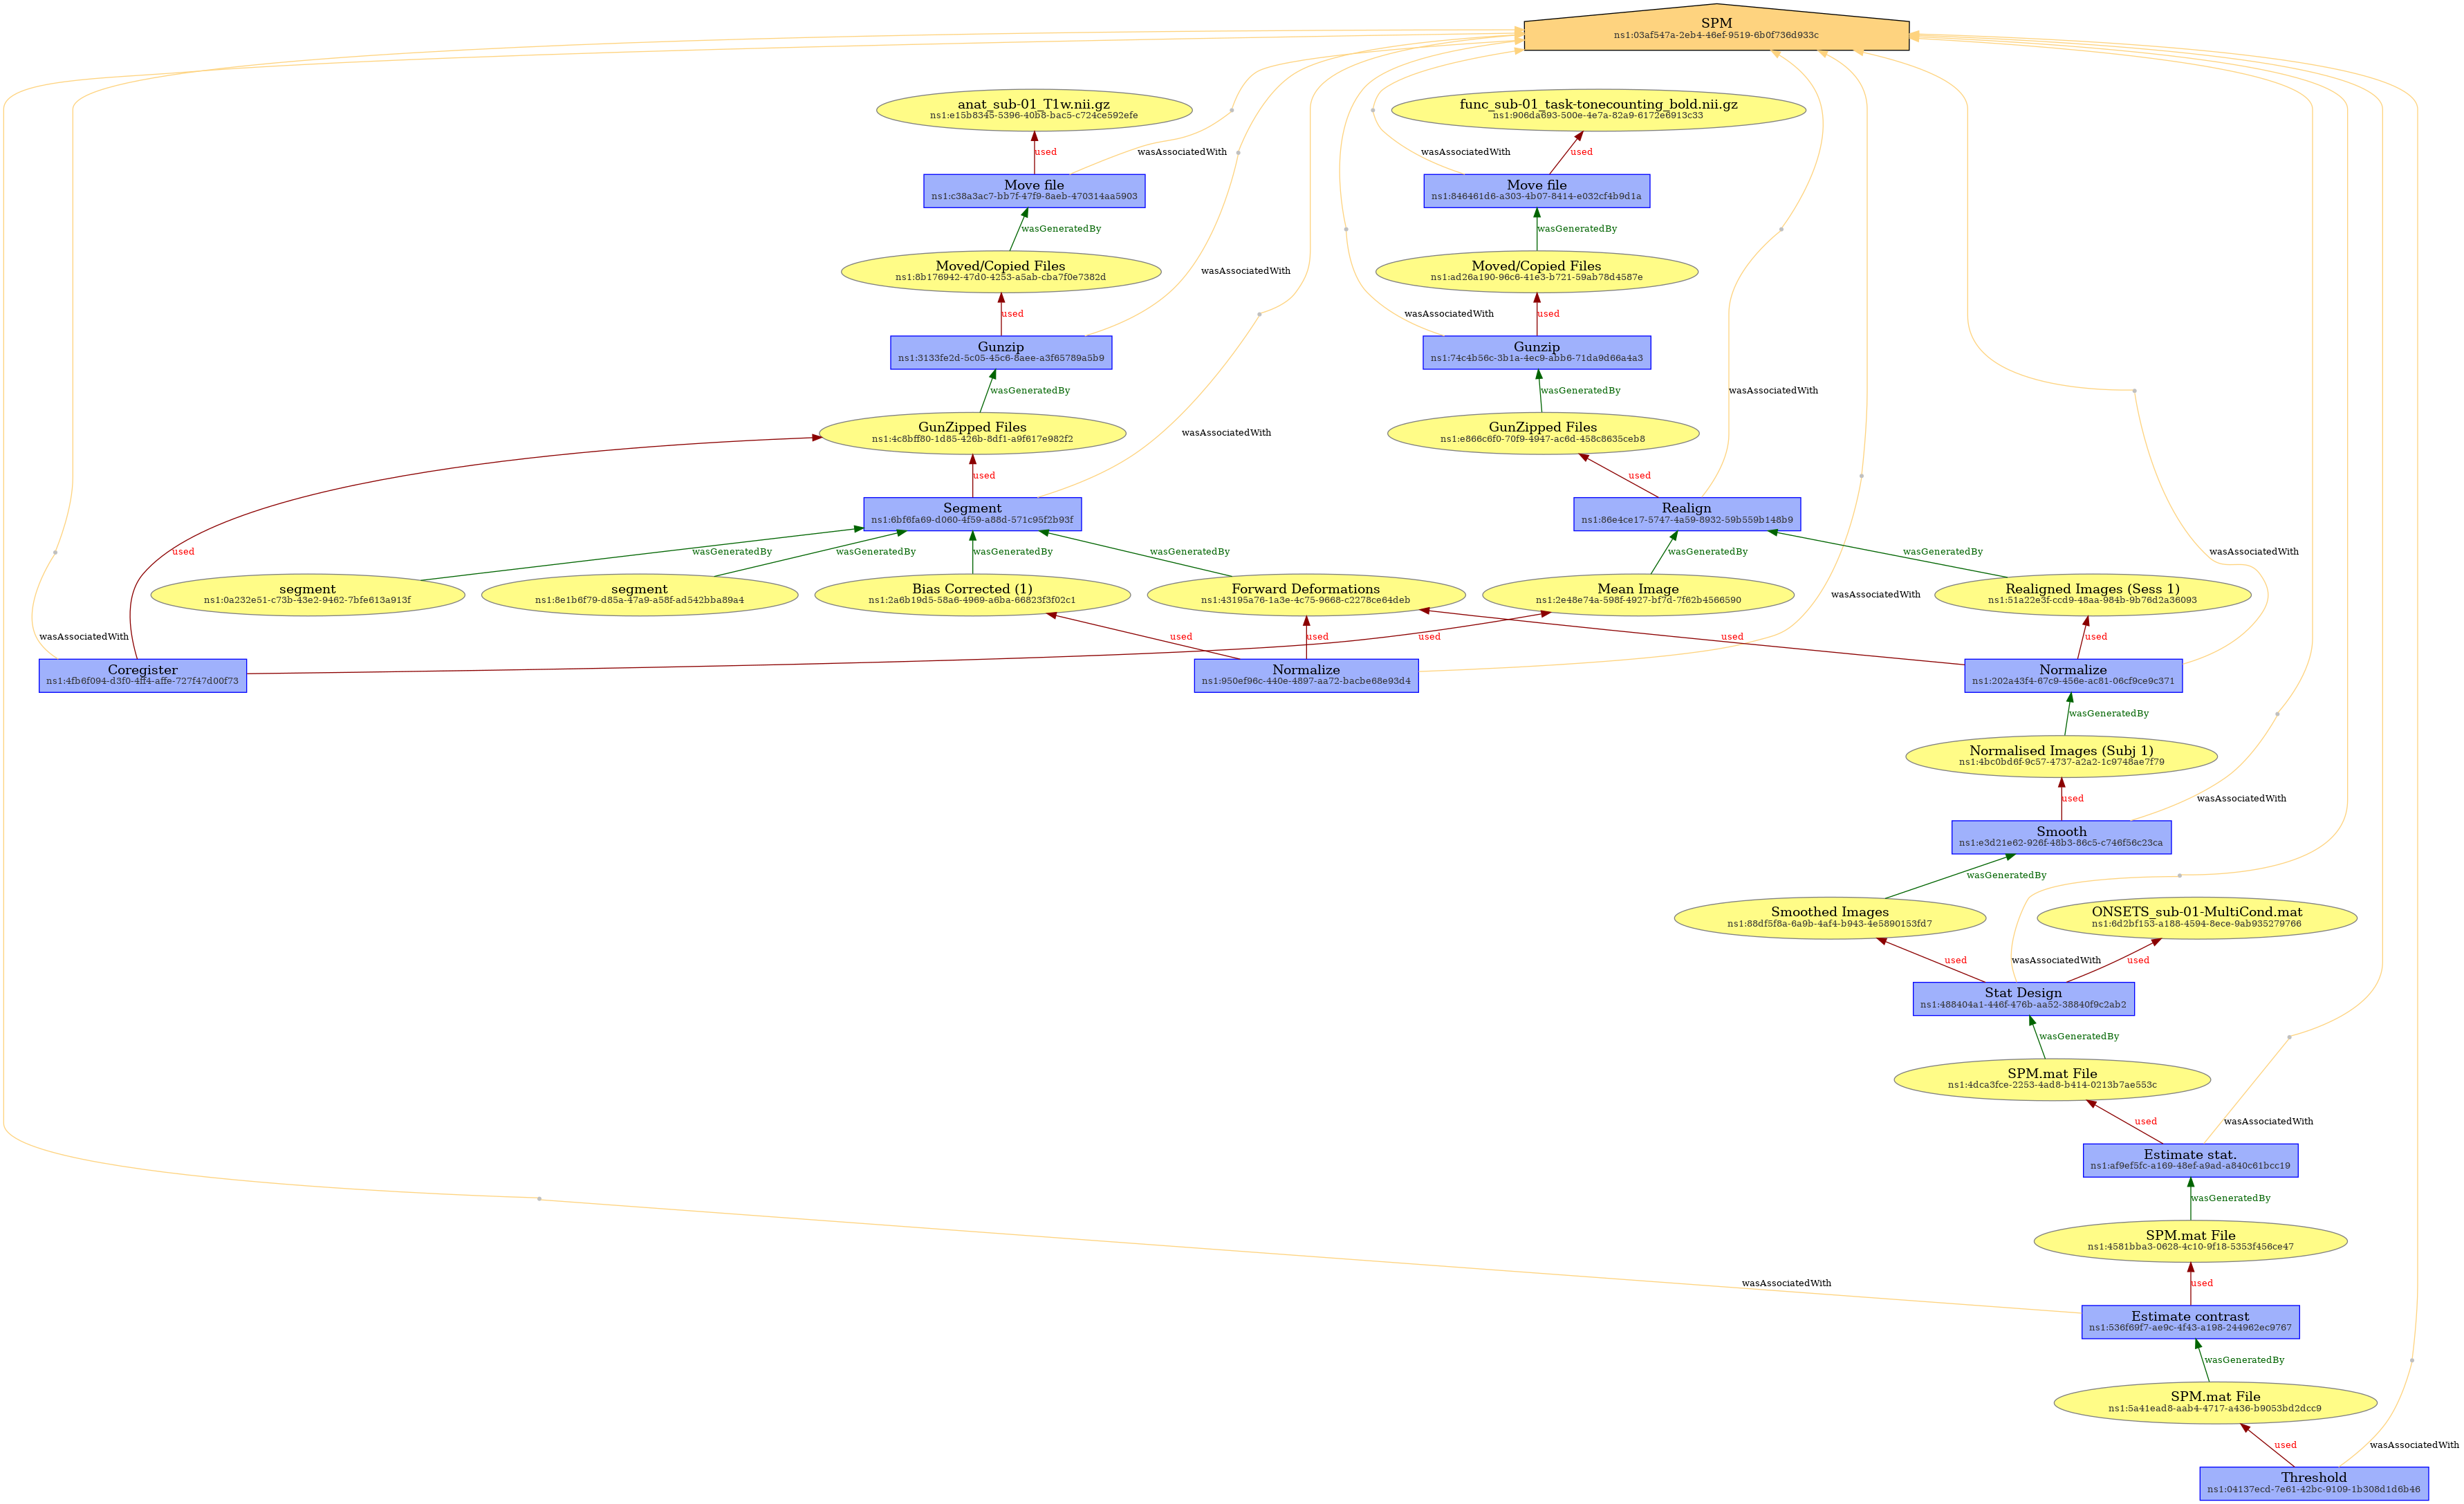 SPM
ns1:03af547a-2eb4-46ef-9519-6b0f736d933c
anat_sub-01_T1w.nii.gz
ns1:e15b8345-5396-40b8-bac5-c724ce592efe
func_sub-01_task-tonecounting_bold.nii.gz
ns1:906da693-500e-4e7a-82a9-6172e6913c33
used
wasAssociatedWith
wasAssociatedWith
used
Move file
ns1:c38a3ac7-bb7f-47f9-8aeb-470314aa5903
Move file
ns1:846461d6-a303-4b07-8414-e032cf4b9d1a
wasGeneratedBy
wasGeneratedBy
Moved/Copied Files
ns1:8b176942-47d0-4253-a5ab-cba7f0e7382d
Moved/Copied Files
ns1:ad26a190-96c6-41e3-b721-59ab78d4587e
wasAssociatedWith
used
wasAssociatedWith
used
Gunzip
ns1:3133fe2d-5c05-45c6-8aee-a3f65789a5b9
Gunzip
ns1:74c4b56c-3b1a-4ec9-abb6-71da9d66a4a3
wasGeneratedBy
wasGeneratedBy
wasAssociatedWith
GunZipped Files
ns1:4c8bff80-1d85-426b-8df1-a9f617e982f2
wasAssociatedWith
GunZipped Files
ns1:e866c6f0-70f9-4947-ac6d-458c8635ceb8
used
used
Segment
ns1:6bf6fa69-d060-4f59-a88d-571c95f2b93f
Realign
ns1:86e4ce17-5747-4a59-8932-59b559b148b9
used
wasGeneratedBy
wasGeneratedBy
wasGeneratedBy
wasGeneratedBy
wasGeneratedBy
wasGeneratedBy
wasAssociatedWith
segment
ns1:0a232e51-c73b-43e2-9462-7bfe613a913f
segment
ns1:8e1b6f79-d85a-47a9-a58f-ad542bba89a4
Bias Corrected (1)
ns1:2a6b19d5-58a6-4969-a6ba-66823f3f02c1
Forward Deformations
ns1:43195a76-1a3e-4c75-9668-c2278ce64deb
Mean Image
ns1:2e48e74a-598f-4927-bf7d-7f62b4566590
wasAssociatedWith
Realigned Images (Sess 1)
ns1:51a22e3f-ccd9-48aa-984b-9b76d2a36093
wasAssociatedWith
used
used
used
used
used
Coregister
ns1:4fb6f094-d3f0-4ff4-affe-727f47d00f73
Normalize
ns1:950ef96c-440e-4897-aa72-bacbe68e93d4
Normalize
ns1:202a43f4-67c9-456e-ac81-06cf9ce9c371
wasGeneratedBy
Normalised Images (Subj 1)
ns1:4bc0bd6f-9c57-4737-a2a2-1c9748ae7f79
used
wasAssociatedWith
Smooth
ns1:e3d21e62-926f-48b3-86c5-c746f56c23ca
wasGeneratedBy
Smoothed Images
ns1:88df5f8a-6a9b-4af4-b943-4e5890153fd7
ONSETS_sub-01-MultiCond.mat
ns1:6d2bf153-a188-4594-8ece-9ab935279766
used
wasAssociatedWith
used
Stat Design
ns1:488404a1-446f-476b-aa52-38840f9c2ab2
wasGeneratedBy
SPM.mat File
ns1:4dca3fce-2253-4ad8-b414-0213b7ae553c
used
wasAssociatedWith
Estimate stat.
ns1:af9ef5fc-a169-48ef-a9ad-a840c61bcc19
wasGeneratedBy
SPM.mat File
ns1:4581bba3-0628-4c10-9f18-5353f456ce47
wasAssociatedWith
used
Estimate contrast
ns1:536f69f7-ae9c-4f43-a198-244962ec9767
wasGeneratedBy
SPM.mat File
ns1:5a41ead8-aab4-4717-a436-b9053bd2dcc9
used
wasAssociatedWith
Threshold
ns1:04137ecd-7e61-42bc-9109-1b308d1d6b46